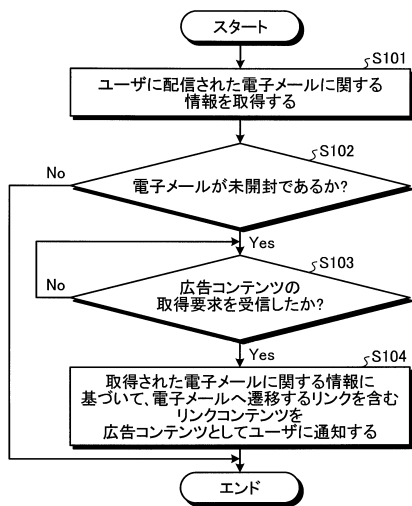 スタート
S101
ユーザに配信された電子メールに関する
情報を取得する
S102
No
電子メールが未開封であるか?
Yes
S103
No
広告コンテンツの
取得要求を受信したか?
Yes
S104
取得された電子メールに関する情報に
基づいて、電子メールへ遷移するリンクを含む
リンクコンテンツを
広告コンテンツとしてユーザに通知する
エンド